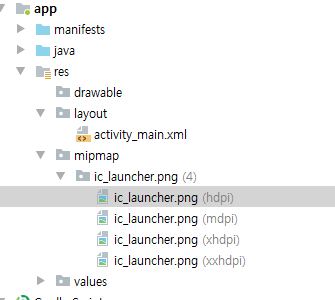 app
manifests
java
res
drawable
layout
activity_main.xml
mipmap
ic_launcher.png (4)
ic_launcher.png (hdpi)
ic_launcher.png (mdpi)
ic_launcher.png (xhdpi)
ic_launcher.png (xxhdpi)
values